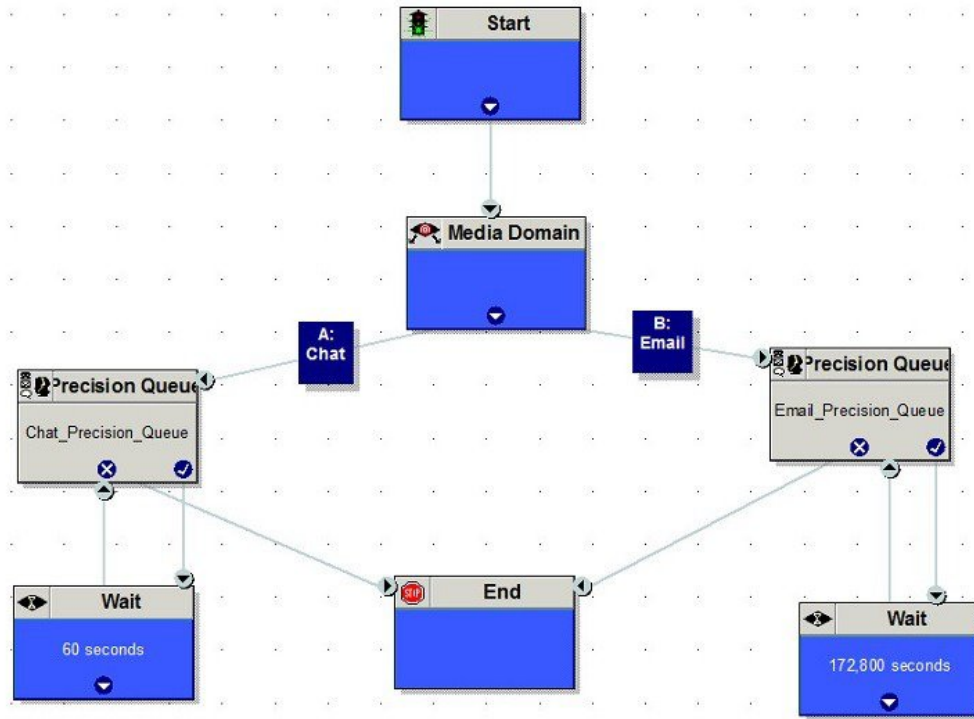 Start
Media Domain
A:
Chat
B:
Email
Precision Queue
Chat_Precision_Queue
Precision Queue
Email_Precision_Queue
Wait
60 seconds
End
STOP
Wait
172,800 seconds